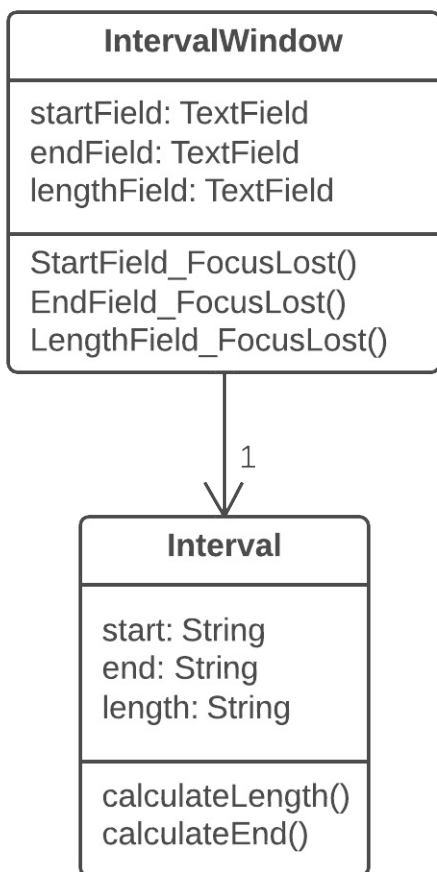 IntervalWindow
startField: TextField
endField: TextField
lengthField: TextField
StartField_FocusLost()
EndField_FocusLost()
LengthField_FocusLost()
1
Interval
start: String
end: String
length: String
calculateLength()
calculateEnd()